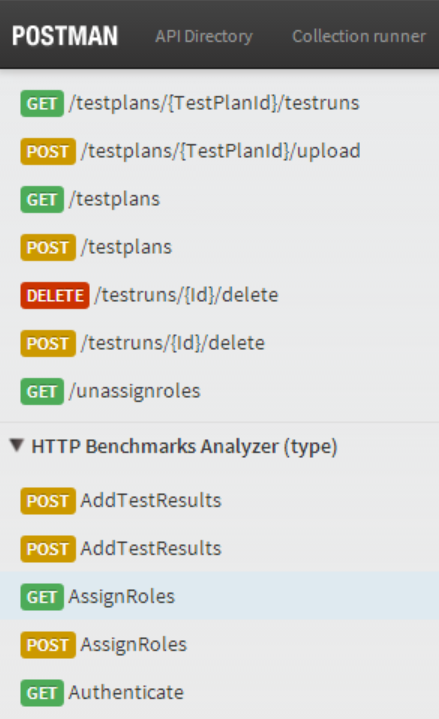 POSTMAN API Directory Collection runner
GET /testplans/{TestPlanId}/testruns
POST /testplans/{TestPlanId}/upload
GET /testplans
POST /testplans
DELETE /testruns/{Id}/delete
POST /testruns/{Id}/delete
GET /unassignroles
HTTP Benchmarks Analyzer (type)
POST AddTestResults
POST AddTestResults
GET AssignRoles
POST AssignRoles
GET Authenticate